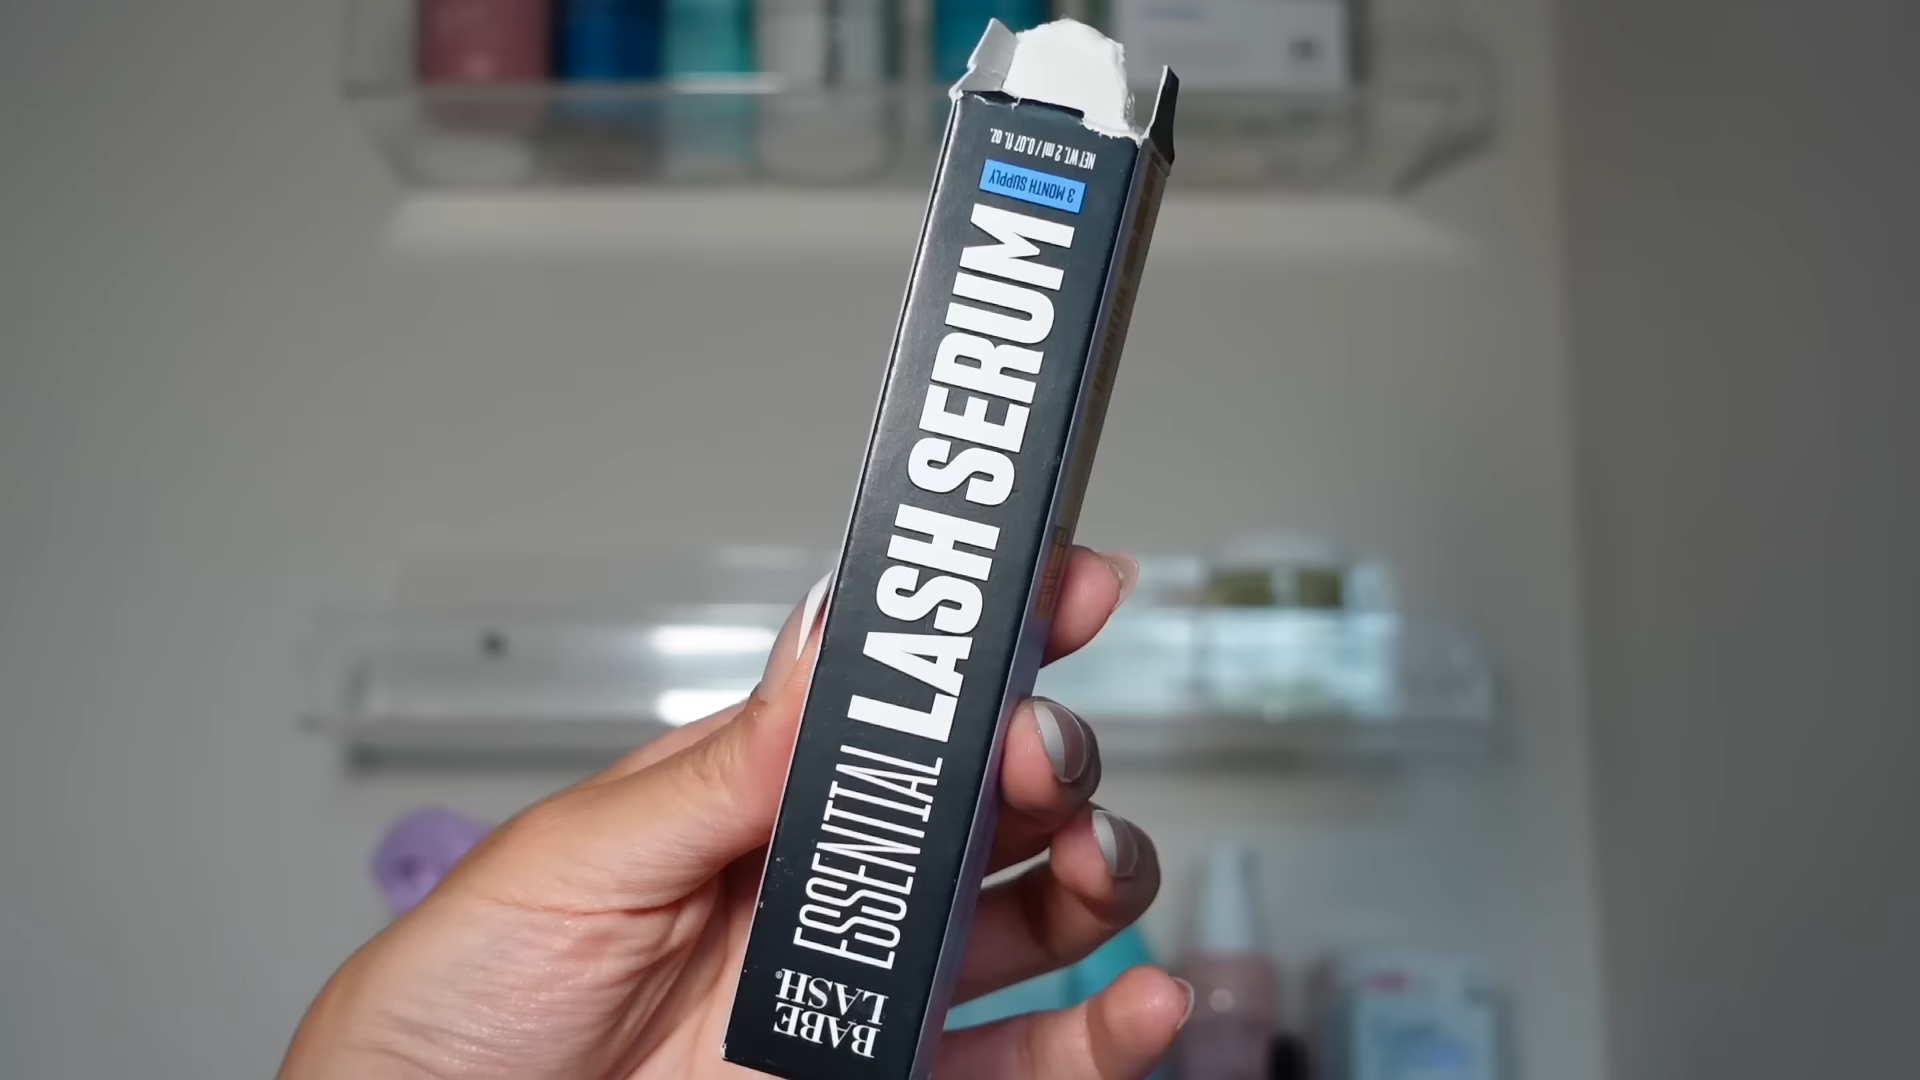 BABE
LASH®
ESSENTIAL LASH SERUM
3 MONTH SUPPLY
NET WT. 2 ml / 0.07 fl. oz.